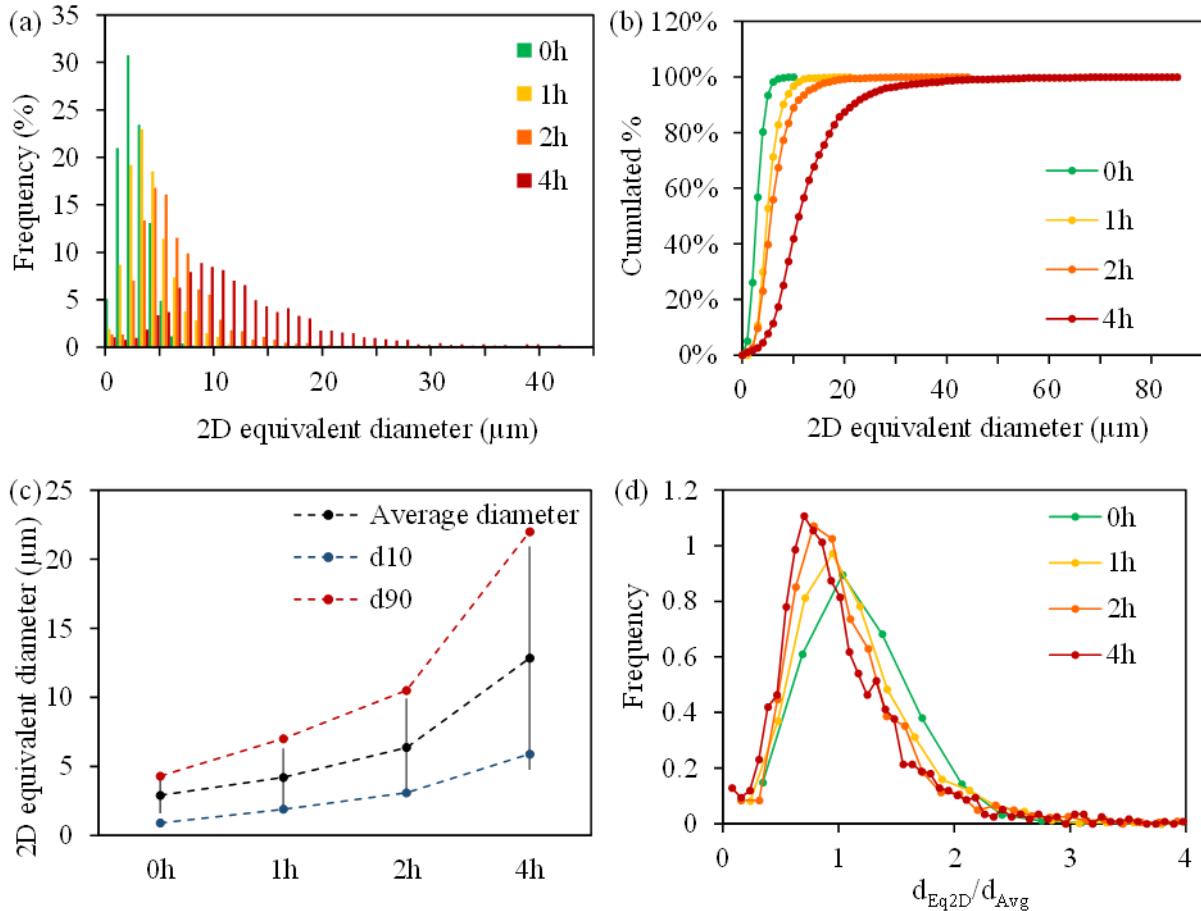 (a)
35
30
25
20
15
10
5
0
Frequency (%)
0h
1h
2h
4h
0 10 20 30 40
2D equivalent diameter (µm)
(b)
120%
100%
80%
60%
40%
20%
0%
Cumulated %
0h
1h
2h
4h
0 20 40 60 80
2D equivalent diameter (µm)
(c)
25
20
15
10
5
0
2D equivalent diameter (µm)
Average diameter
d10
d90
0h 1h 2h 4h
(d)
1.2
1
0.8
0.6
0.4
0.2
0
Frequency
0h
1h
2h
4h
0 1 2 3 4
dEq2D/dAvg